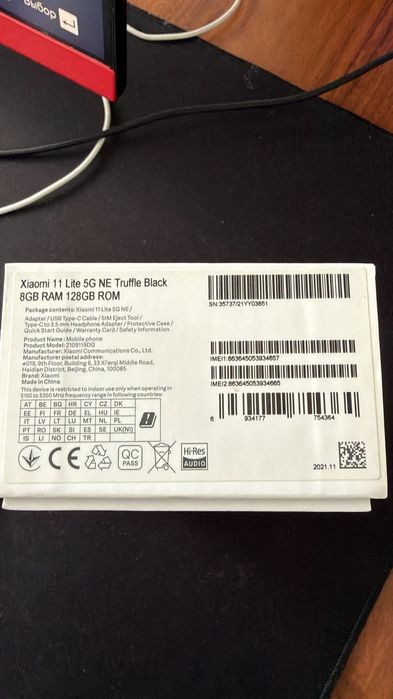 Xiaomi 11 Lite 5G NE Truffle Black
8GB RAM 128GB ROM
Package contents: Xiaomi 11 Lite 5G NE /
Adapter / USB Type-C Cable / SIM Eject Tool /
Type-C to 3.5 mm Headphone Adapter / Protective Case /
Quick Start Guide / Warranty Card / Safety Information
Product Name: Mobile phone
Product Model: 2109119DG
Manufacturer: Xiaomi Communications Co., Ltd.
Manufacturer postal address:
#019, 9th Floor, Building 6, 33 Xi'erqi Middle Road,
Haidian District, Beijing, China, 100085
Brand: Xiaomi
Made in China
This device is restricted to indoor use only when operating in
5150 to 5350 MHz frequency range in following countries:
AT BE BG HR CY CZ DK
EE FI FR DE EL HU IE
IT LV LT LU MT NL PL
PT RO SK SI ES SE UK(NI)
IS LI NO CH TR
CE
QC
PASS
Hi-Res
AUDIO
SN:35737/21YY03651
IMEI1:863645053934657
IMEI2:863645053934665
6 934177 754364
2021.11